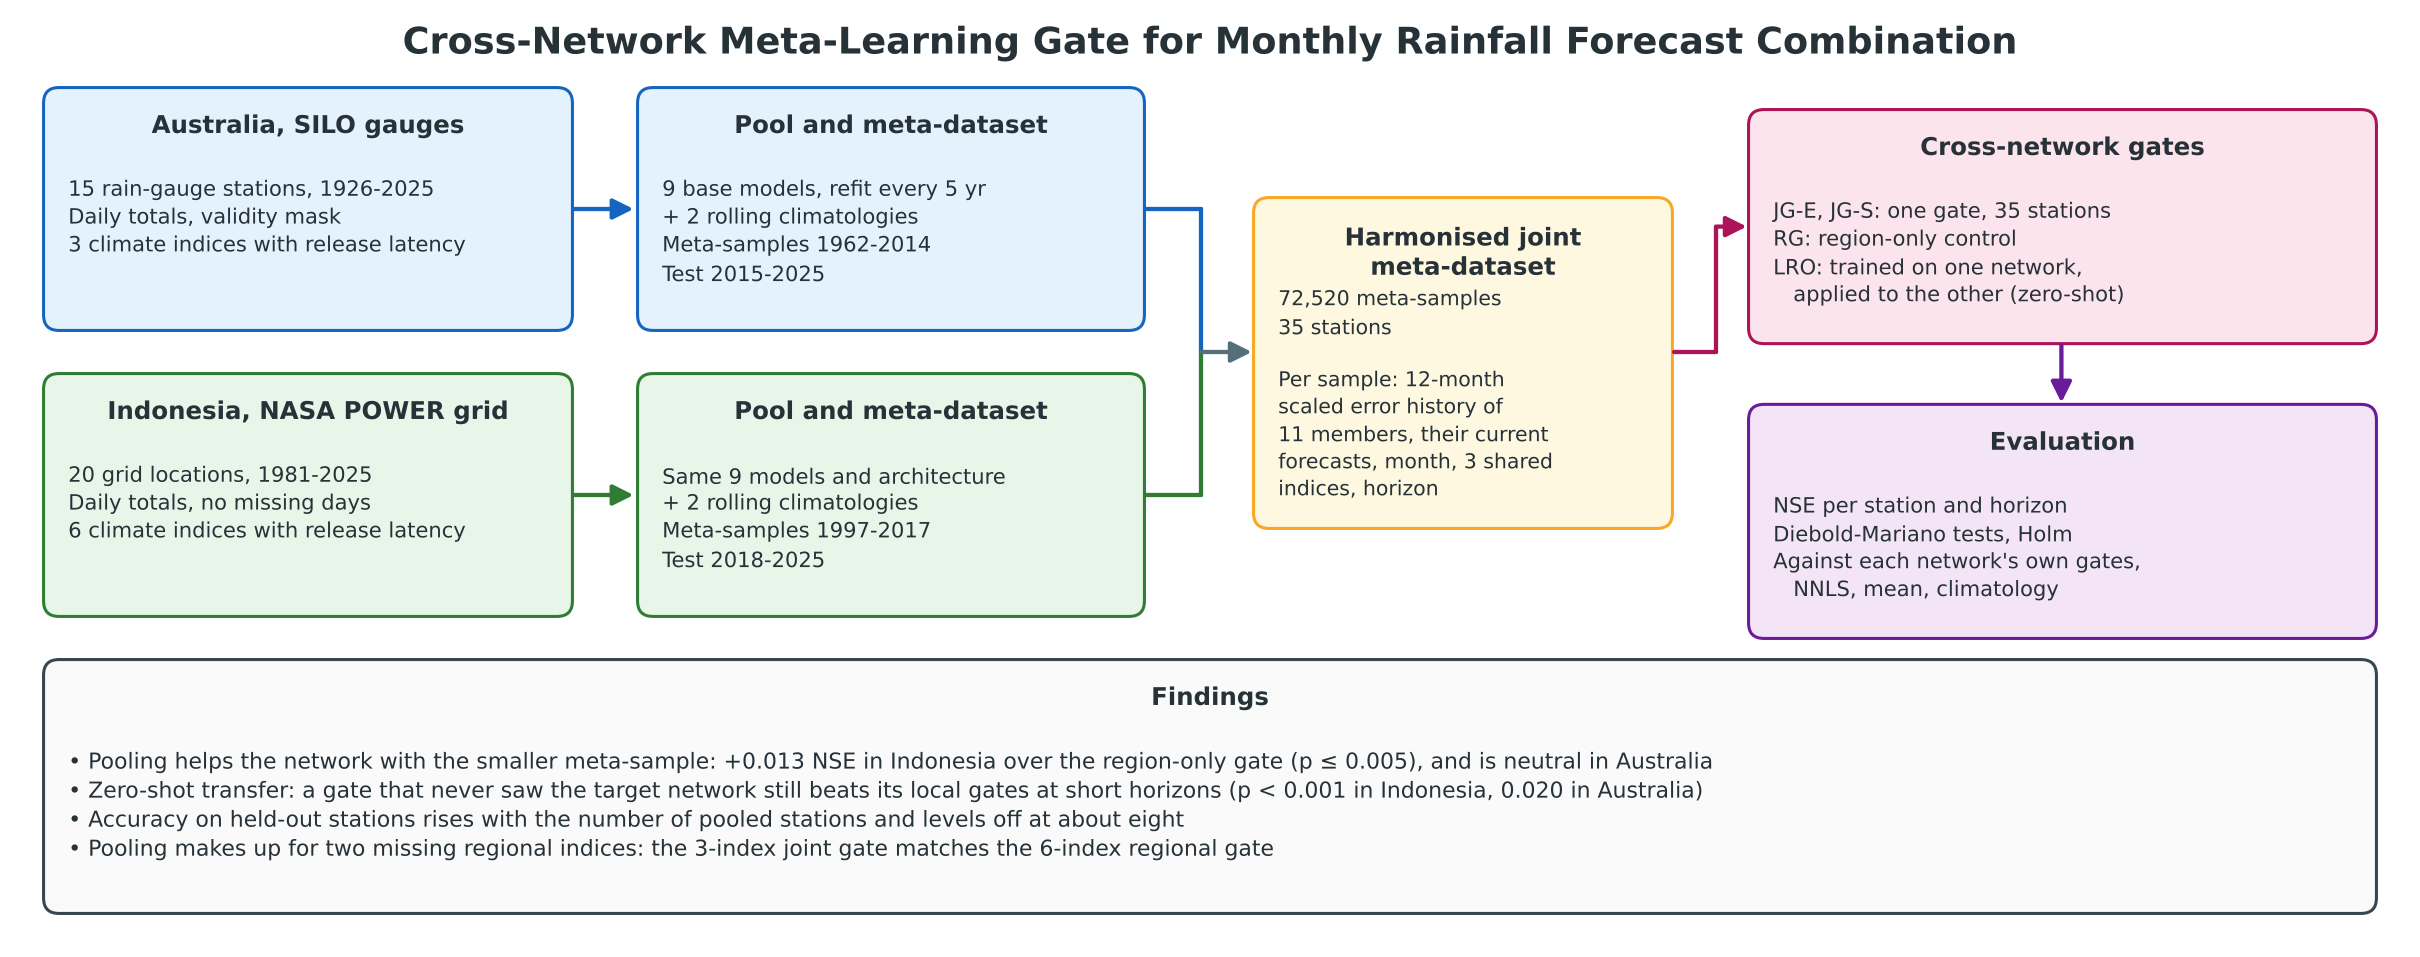 Cross-Network Meta-Learning Gate for Monthly Rainfall Forecast Combination
Australia, SILO gauges
15 rain-gauge stations, 1926-2025
Daily totals, validity mask
3 climate indices with release latency
Pool and meta-dataset
9 base models, refit every 5 yr
+ 2 rolling climatologies
Meta-samples 1962-2014
Test 2015-2025
Indonesia, NASA POWER grid
20 grid locations, 1981-2025
Daily totals, no missing days
6 climate indices with release latency
Pool and meta-dataset
Same 9 models and architecture
+ 2 rolling climatologies
Meta-samples 1997-2017
Test 2018-2025
Harmonised joint
meta-dataset
72,520 meta-samples
35 stations
Per sample: 12-month
scaled error history of
11 members, their current
forecasts, month, 3 shared
indices, horizon
Cross-network gates
JG-E, JG-S: one gate, 35 stations
RG: region-only control
LRO: trained on one network,
applied to the other (zero-shot)
Evaluation
NSE per station and horizon
Diebold-Mariano tests, Holm
Against each network's own gates,
NNLS, mean, climatology
Findings
• Pooling helps the network with the smaller meta-sample: +0.013 NSE in Indonesia over the region-only gate (p ≤ 0.005), and is neutral in Australia
• Zero-shot transfer: a gate that never saw the target network still beats its local gates at short horizons (p < 0.001 in Indonesia, 0.020 in Australia)
• Accuracy on held-out stations rises with the number of pooled stations and levels off at about eight
• Pooling makes up for two missing regional indices: the 3-index joint gate matches the 6-index regional gate